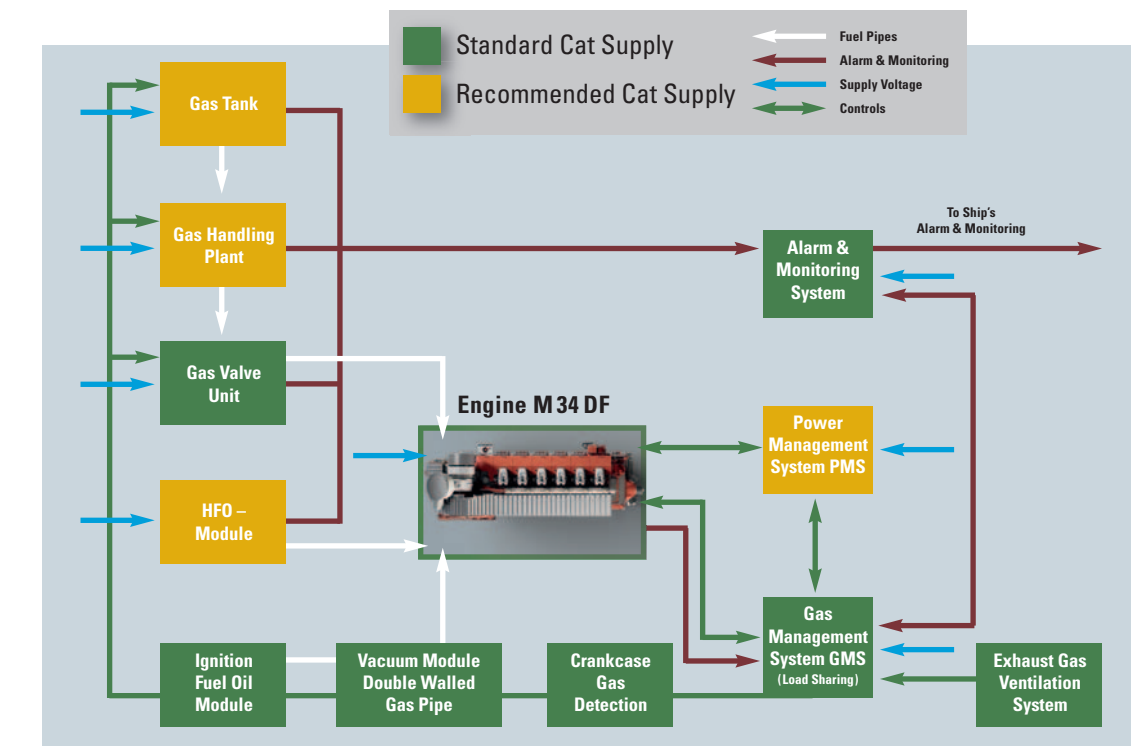 Standard Cat Supply
Recommended Cat Supply
Fuel Pipes
Alarm & Monitoring
Supply Voltage
Controls
Gas Tank
Gas Handling
Plant
To Ship's
Alarm & Monitoring
Alarm &
Monitoring
System
Gas Valve
Unit
Engine M 34 DF
Power
Management
System PMS
HFO –
Module
Gas
Management
System GMS
(Load Sharing)
Ignition
Fuel Oil
Module
Vacuum Module
Double Walled
Gas Pipe
Crankcase
Gas
Detection
Exhaust Gas
Ventilation
System